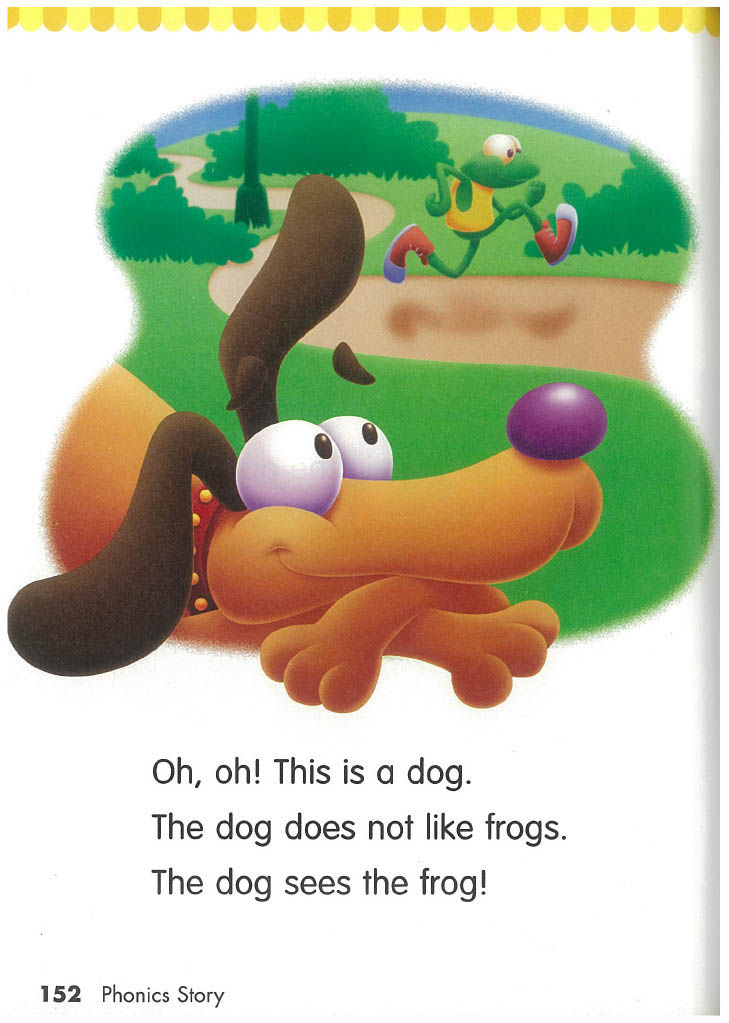 Oh, oh! This is a dog.
The dog does not like frogs.
The dog sees the frog!
152 Phonics Story